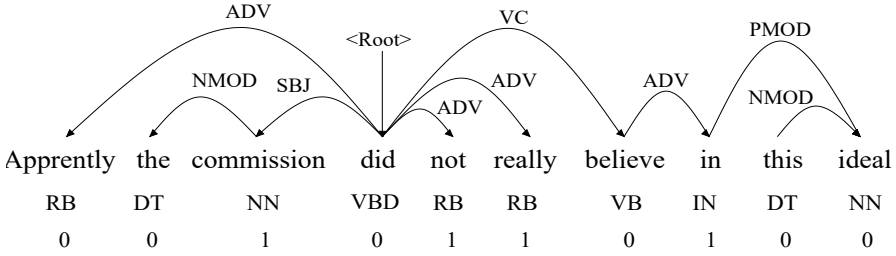 ADV VC
<Root> PMOD
NMOD SBJ ADV ADV NMOD
ADV
Apprently the commission did not really believe in this ideal
RB DT NN VBD RB RB VB IN DT NN
0 0 1 0 1 1 0 1 0 0